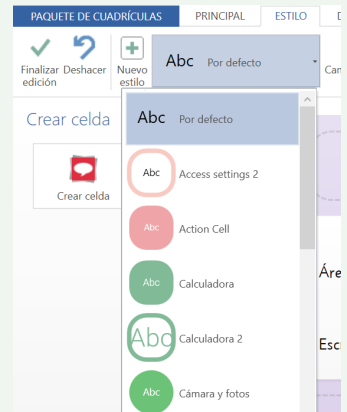 PAQUETE DE CUADRÍCULAS PRINCIPAL ESTILO
Finalizar edición
Deshacer
Nuevo estilo
Abc Por defecto
Crear celda
Crear celda
Abc Por defecto
Abc Access settings 2
Abc Action Cell
Abc Calculadora
Abc Calculadora 2
Abc Cámara y fotos